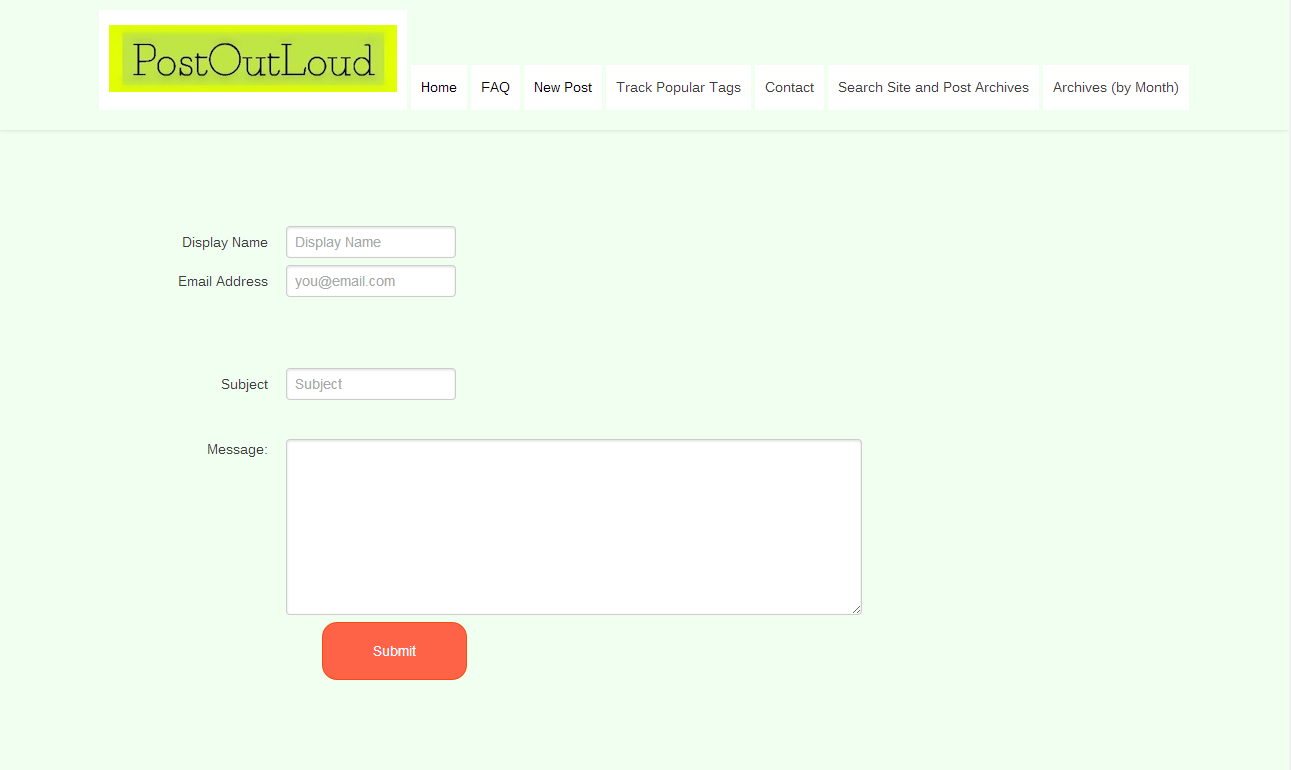 PostOutLoud
Home FAQ New Post Track Popular Tags Contact Search Site and Post Archives Archives (by Month)
Display Name Display Name
Email Address you@email.com
Subject Subject
Message:
Submit